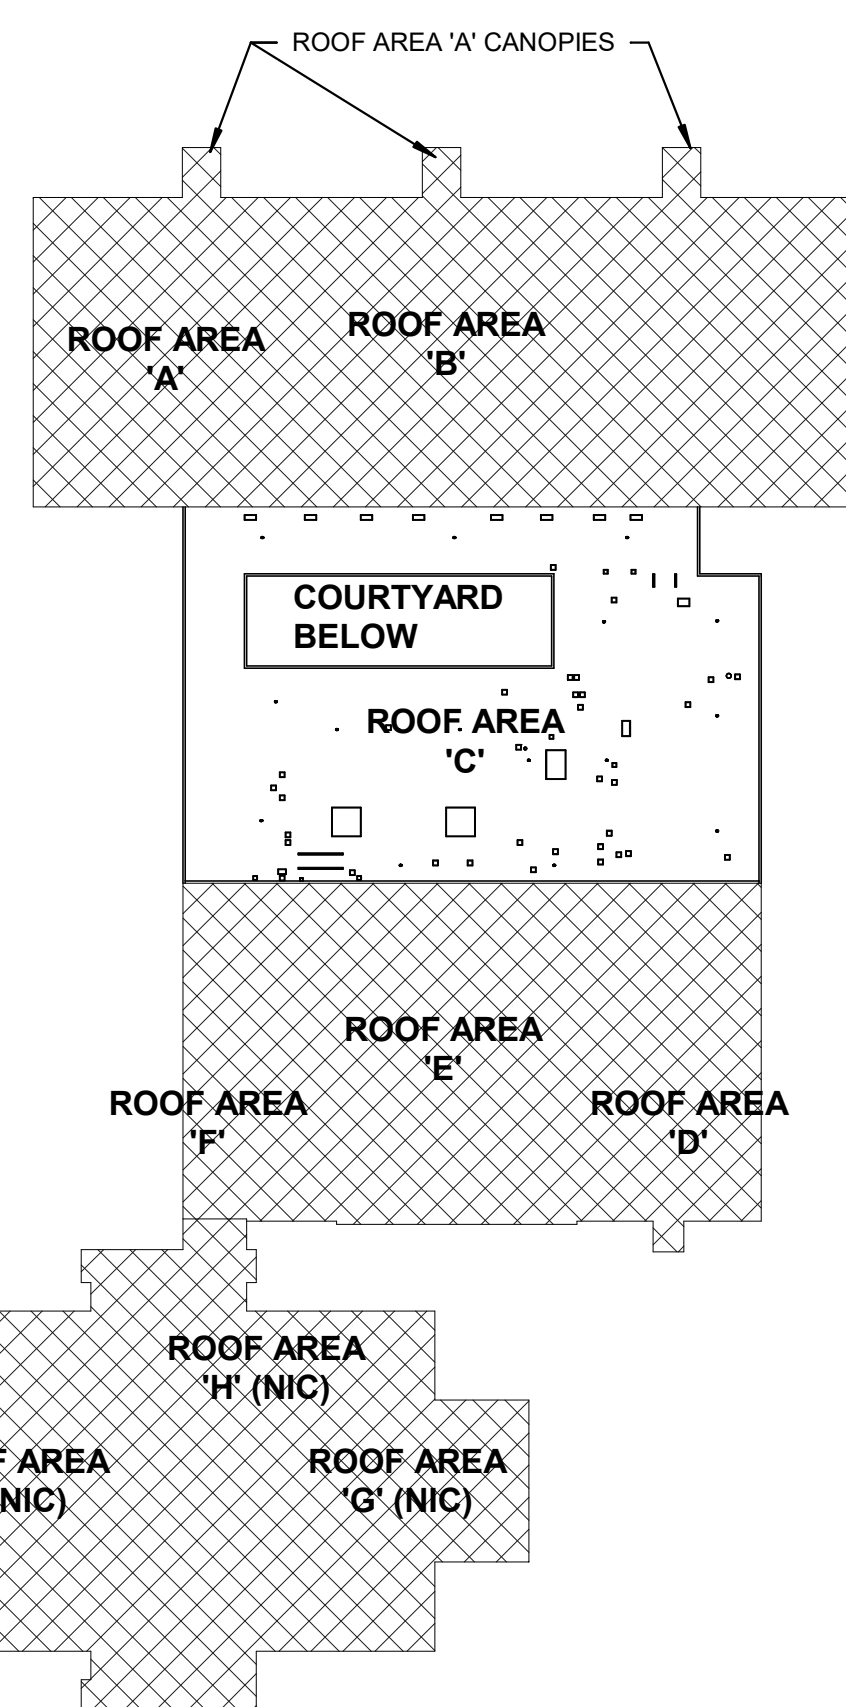 ROOF AREA 'A' CANOPIES
ROOF AREA
'A'
ROOF AREA
'B'
COURTYARD
BELOW
ROOF AREA
'C'
ROOF AREA
'E'
ROOF AREA
'F'
ROOF AREA
'D'
ROOF AREA
'H' (NIC)
F AREA
NIC)
ROOF AREA
'G' (NIC)